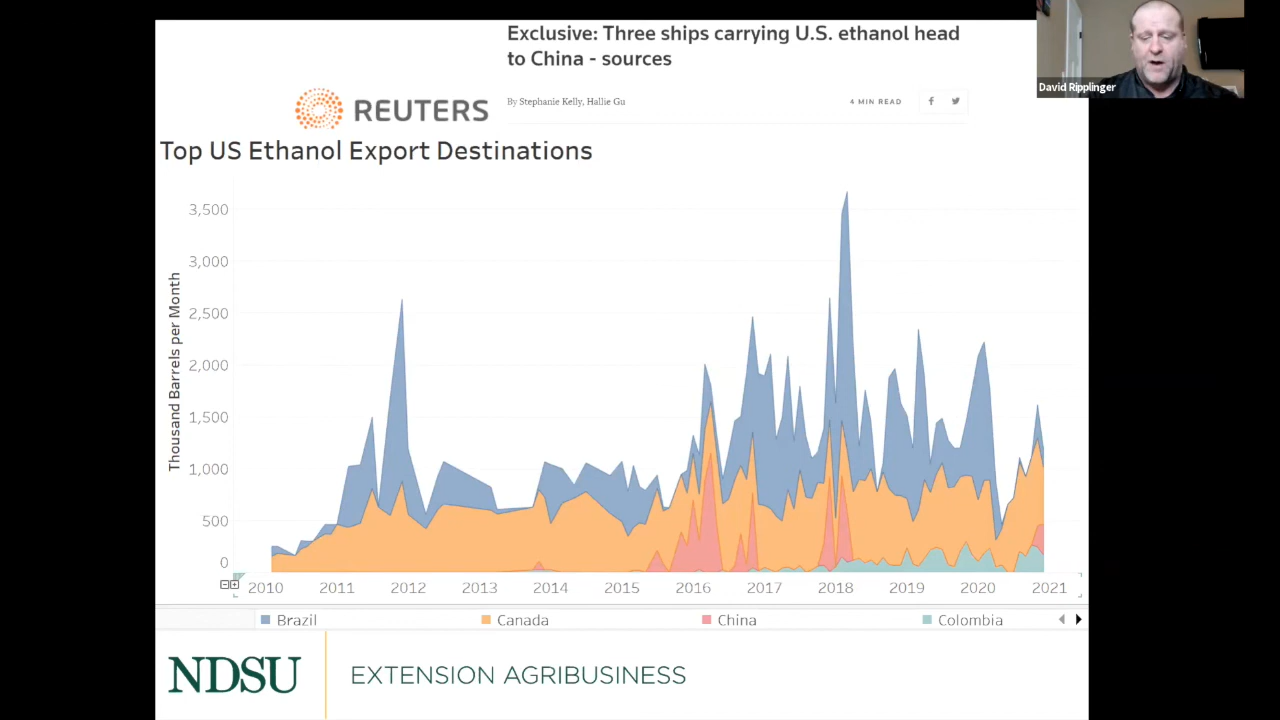 Exclusive: Three ships carrying U.S. ethanol head
to China - sources
REUTERS
By Stephanie Kelly, Hallie Gu
4 MIN READ
David Ripplinger
Top US Ethanol Export Destinations
Thousand Barrels per Month
3,500
3,000
2,500
2,000
1,500
1,000
500
0
2010 2011 2012 2013 2014 2015 2016 2017 2018 2019 2020 2021
Brazil Canada China Colombia
NDSU EXTENSION AGRIBUSINESS